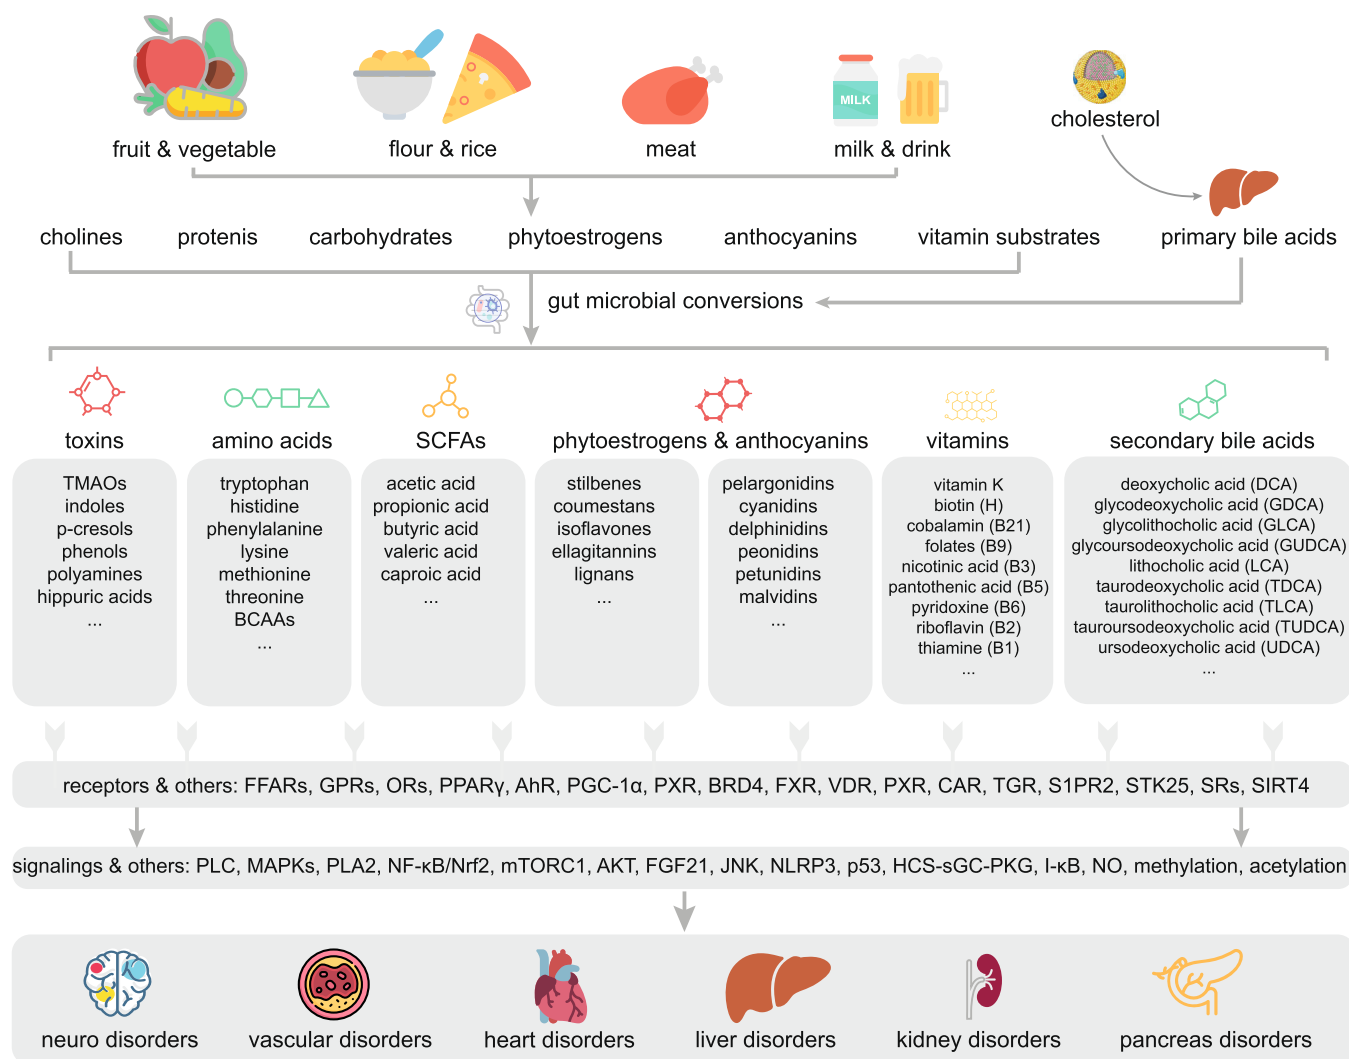 MILK
fruit & vegetable
flour & rice
meat
milk & drink
cholesterol
cholines
protenis
carbohydrates
phytoestrogens
anthocyanins
vitamin substrates
primary bile acids
gut microbial conversions
toxins
amino acids
SCFAs
phytoestrogens & anthocyanins
vitamins
secondary bile acids
TMAOs
indoles
p-cresols
phenols
polyamines
hippuric acids
...
tryptophan
histidine
phenylalanine
lysine
methionine
threonine
BCAAs
...
acetic acid
propionic acid
butyric acid
valeric acid
caproic acid
...
stilbenes
coumestans
isoflavones
ellagitannins
lignans
...
pelargonidins
cyanidins
delphinidins
peonidins
petunidins
malvidins
...
vitamin K
biotin (H)
cobalamin (B21)
folates (B9)
nicotinic acid (B3)
pantothenic acid (B5)
pyridoxine (B6)
riboflavin (B2)
thiamine (B1)
...
deoxycholic acid (DCA)
glycodeoxycholic acid (GDCA)
glycolithocholic acid (GLCA)
glycoursodeoxycholic acid (GUDCA)
lithocholic acid (LCA)
taurodeoxycholic acid (TDCA)
taurolithocholic acid (TLCA)
tauroursodeoxycholic acid (TUDCA)
ursodeoxycholic acid (UDCA)
...
receptors & others: FFARs, GPRs, ORs, PPARγ, AhR, PGC-1α, PXR, BRD4, FXR, VDR, PXR, CAR, TGR, S1PR2, STK25, SRs, SIRT4
signalings & others: PLC, MAPKs, PLA2, NF-κB/Nrf2, mTORC1, AKT, FGF21, JNK, NLRP3, p53, HCS-sGC-PKG, I-κB, NO, methylation, acetylation
neuro disorders
vascular disorders
heart disorders
liver disorders
kidney disorders
pancreas disorders